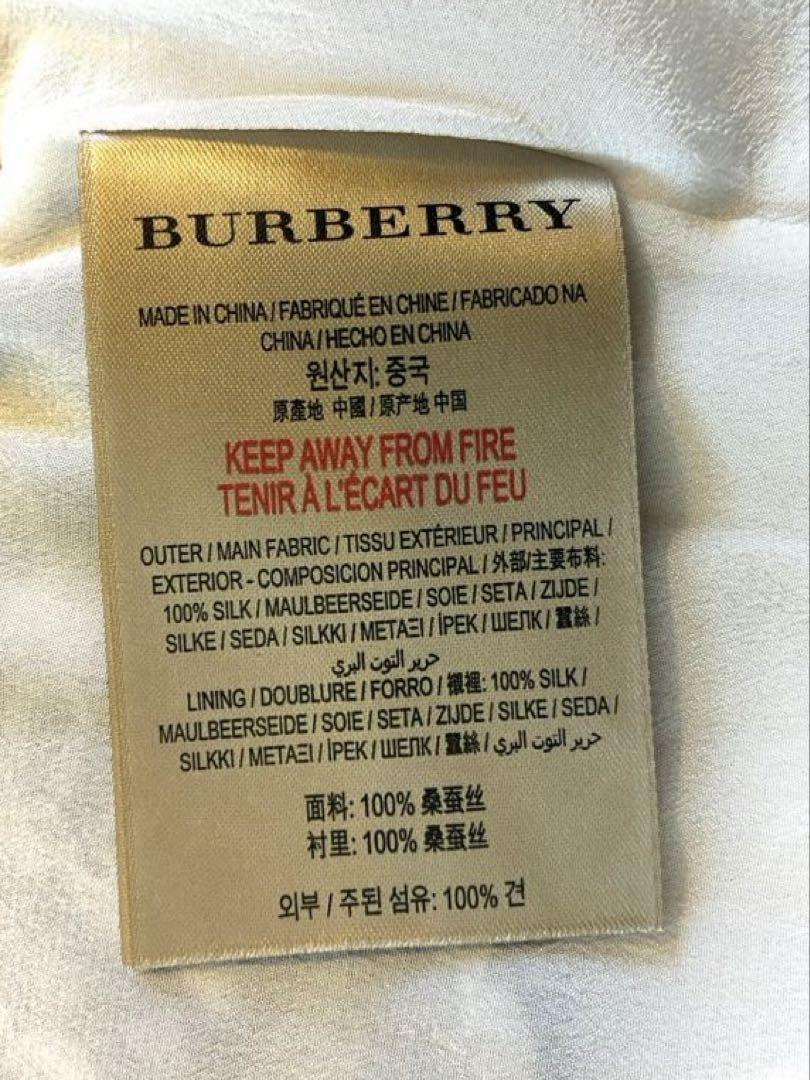 BURBERRY
MADE IN CHINA / FABRIQUÉ EN CHINE / FABRICADO NA
CHINA / HECHO EN CHINA
원산지: 중국
原產地 中國 / 原产地 中国
KEEP AWAY FROM FIRE
TENIR À L'ÉCART DU FEU
OUTER / MAIN FABRIC / TISSU EXTÉRIEUR / PRINCIPAL /
EXTERIOR - COMPOSICION PRINCIPAL / 外部/主要布料:
100% SILK / MAULBEERSEIDE / SOIE / SETA / ZIJDE /
SILKE / SEDA / SILKKI / ΜΕΤΑΞΙ / İPEK / ШЕЛК / 蠶絲 /
حرير التوت البري
LINING / DOUBLURE / FORRO / 襯裡: 100% SILK /
MAULBEERSEIDE / SOIE / SETA / ZIJDE / SILKE / SEDA /
SILKKI / ΜΕΤΑΞΙ / İPEK / ШЕЛК / 蠶絲 / حرير التوت البري
面料: 100% 桑蚕丝
衬里: 100% 桑蚕丝
외부 / 주된 섬유: 100% 견